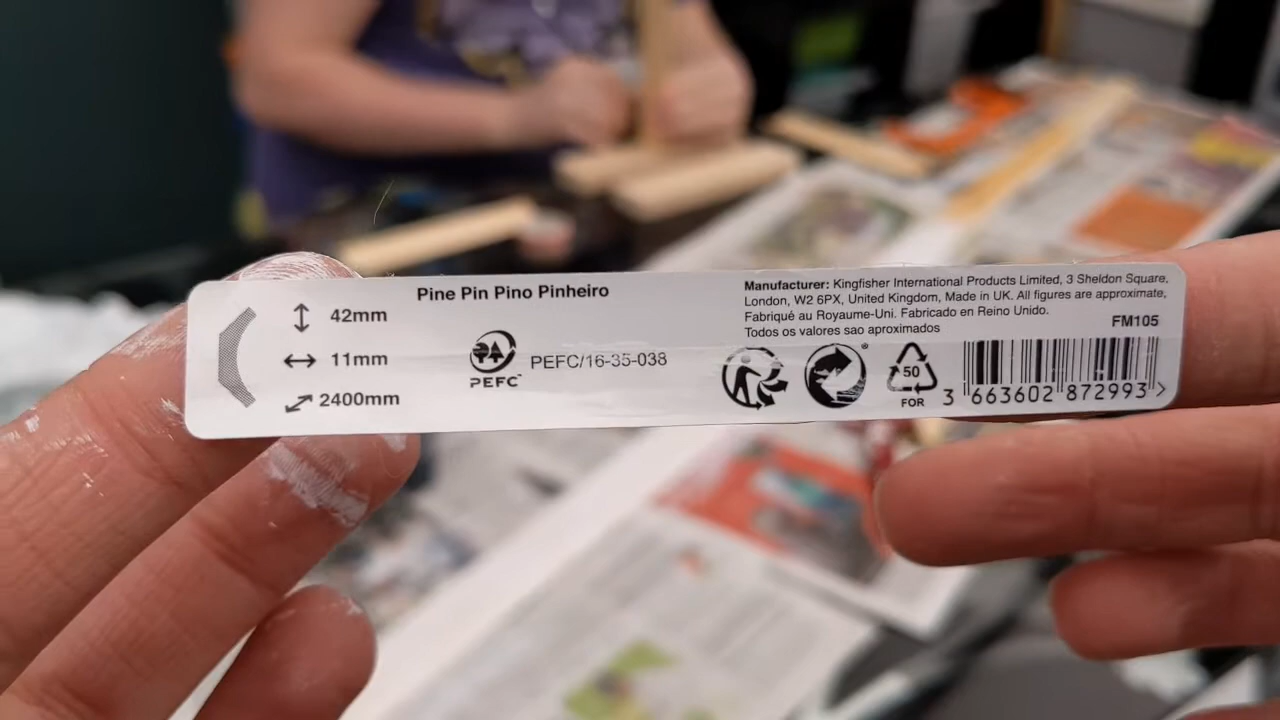 Pine Pin Pino Pinheiro
42mm
11mm
2400mm
PEFC™
PEFC/16-35-038
Manufacturer: Kingfisher International Products Limited, 3 Sheldon Square,
London, W2 6PX, United Kingdom, Made in UK. All figures are approximate,
Fabriqué au Royaume-Uni. Fabricado en Reino Unido.
Todos os valores sao aproximados
FM105
®
50
FOR
3 663602 872993 >